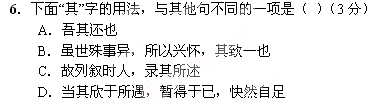 6. 下面“其”字的用法，与其他句不同的一项是（ ）(3分)
A．吾其还也
B．虽世殊事异，所以兴怀，其致一也
C．故列叙时人，录其所述
D．当其欣于所遇，暂得于已，快然自足